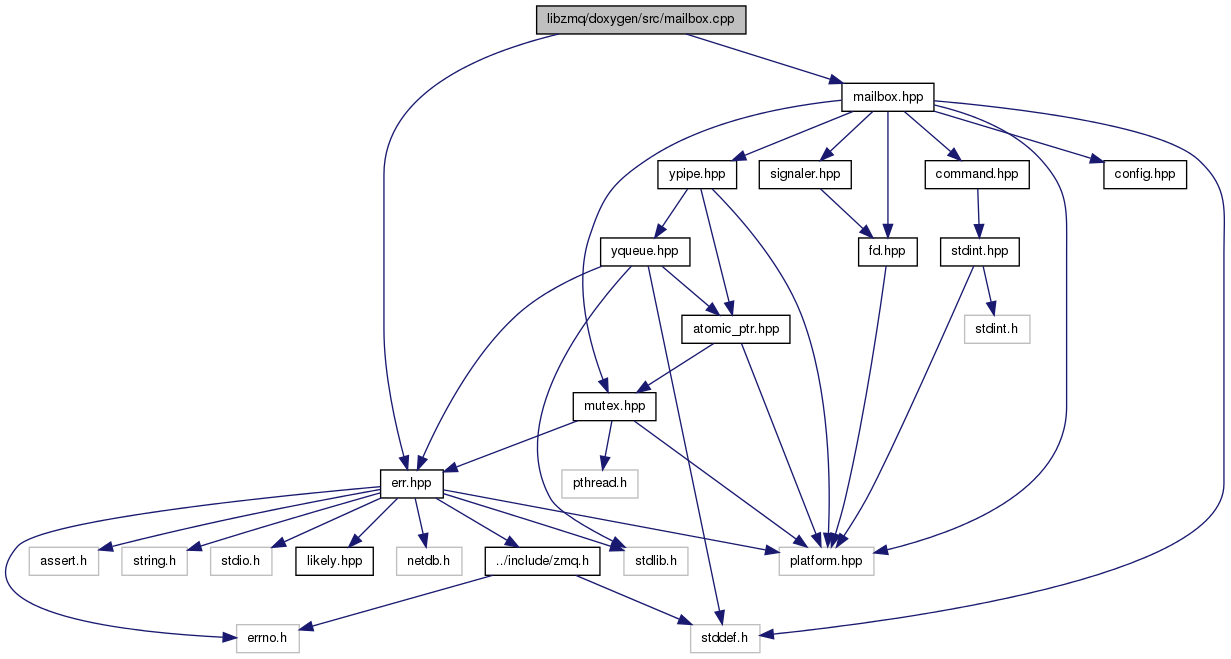 libzmq/doxygen/src/mailbox.cpp
mailbox.hpp
ypipe.hpp
signaler.hpp
command.hpp
config.hpp
yqueue.hpp
fd.hpp
stdint.hpp
atomic_ptr.hpp
stdint.h
mutex.hpp
err.hpp
pthread.h
assert.h
string.h
stdio.h
likely.hpp
netdb.h
../include/zmq.h
stdlib.h
platform.hpp
errno.h
stddef.h